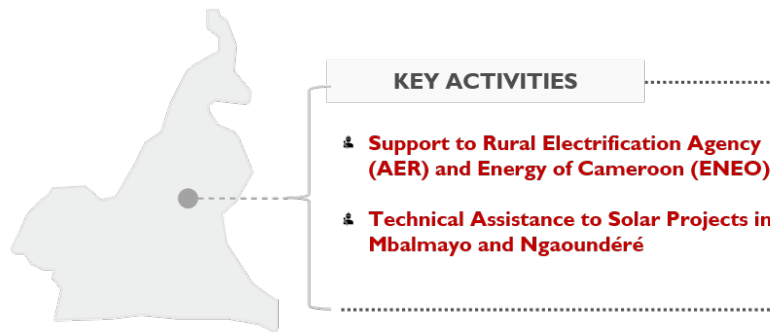 KEY ACTIVITIES
Support to Rural Electrification Agency
(AER) and Energy of Cameroon (ENEO)
Technical Assistance to Solar Projects in
Mbalmayo and Ngaoundéré